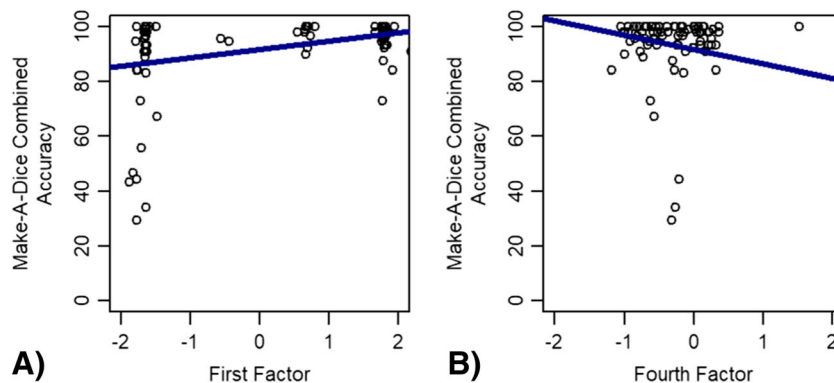 Make-A-Dice Combined
Accuracy
100
80
60
40
20
0
-2 -1 0 1 2
First Factor
A)
Make-A-Dice Combined
Accuracy
100
80
60
40
20
0
-2 -1 0 1 2
Fourth Factor
B)